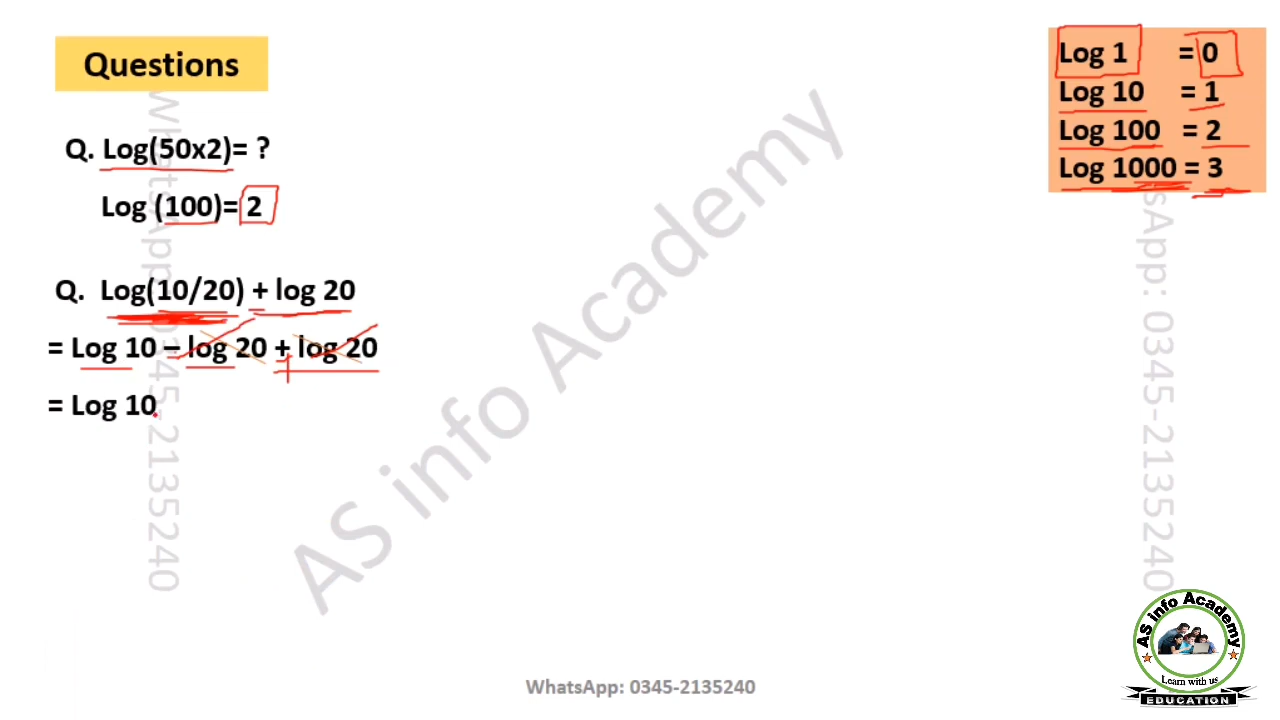 Questions
Q. Log(50x2)= ?
Log (100)= 2
Q. Log(10/20) + log 20
= Log 10 – log 20 + log 20
= Log 10
Log 1 = 0
Log 10 = 1
Log 100 = 2
Log 1000 = 3
AS info Academy
WhatsApp: 0345-2135240
WhatsApp: 0345-2135240
WhatsApp: 0345-2135240
AS info Academy
Learn with us
EDUCATION